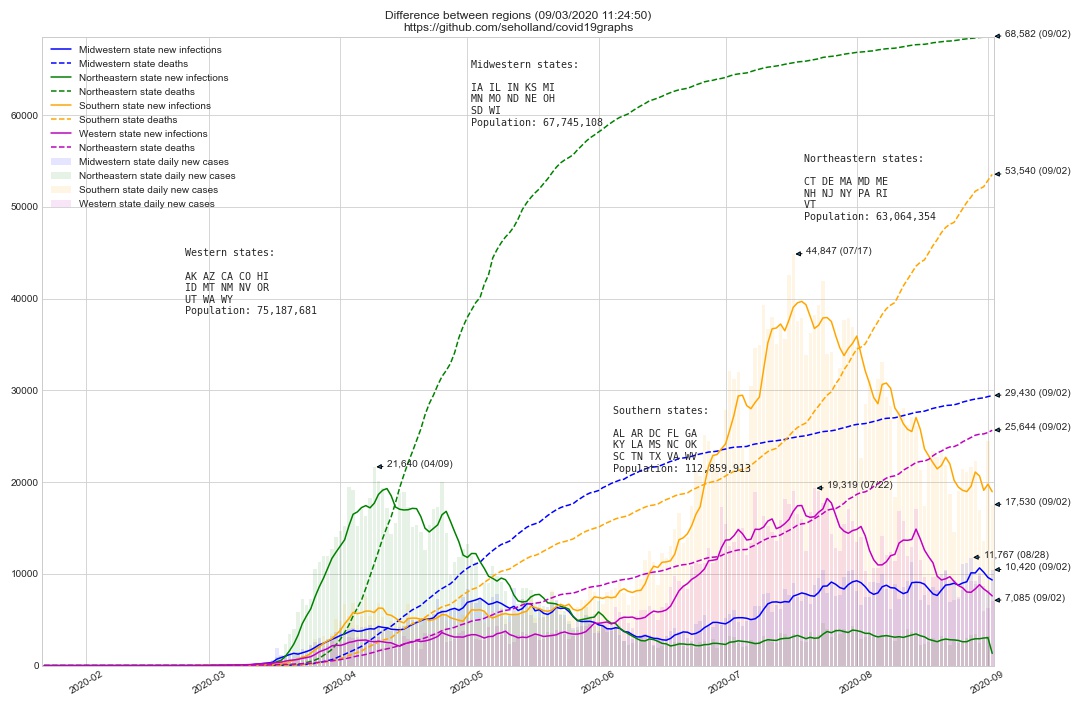 Difference between regions (09/03/2020 11:24:50)
https://github.com/seholland/covid19graphs
Midwestern state new infections
Midwestern state deaths
Northeastern state new infections
Northeastern state deaths
Southern state new infections
Southern state deaths
Western state new infections
Northeastern state deaths
Midwestern state daily new cases
Northeastern state daily new cases
Southern state daily new cases
Western state daily new cases
Midwestern states:
IA IL IN KS MI
MN MO ND NE OH
SD WI
Population: 67,745,108
Northeastern states:
CT DE MA MD ME
NH NJ NY PA RI
VT
Population: 63,064,354
Western states:
AK AZ CA CO HI
ID MT NM NV OR
UT WA WY
Population: 75,187,681
Southern states:
AL AR DC FL GA
KY LA MS NC OK
SC TN TX VA WV
Population: 112,859,913
68,582 (09/02)
53,540 (09/02)
44,847 (07/17)
29,430 (09/02)
25,644 (09/02)
21,640 (04/09)
19,319 (07/22)
17,530 (09/02)
11,767 (08/28)
10,420 (09/02)
7,085 (09/02)
60000
50000
40000
30000
20000
10000
0
2020-02
2020-03
2020-04
2020-05
2020-06
2020-07
2020-08
2020-09